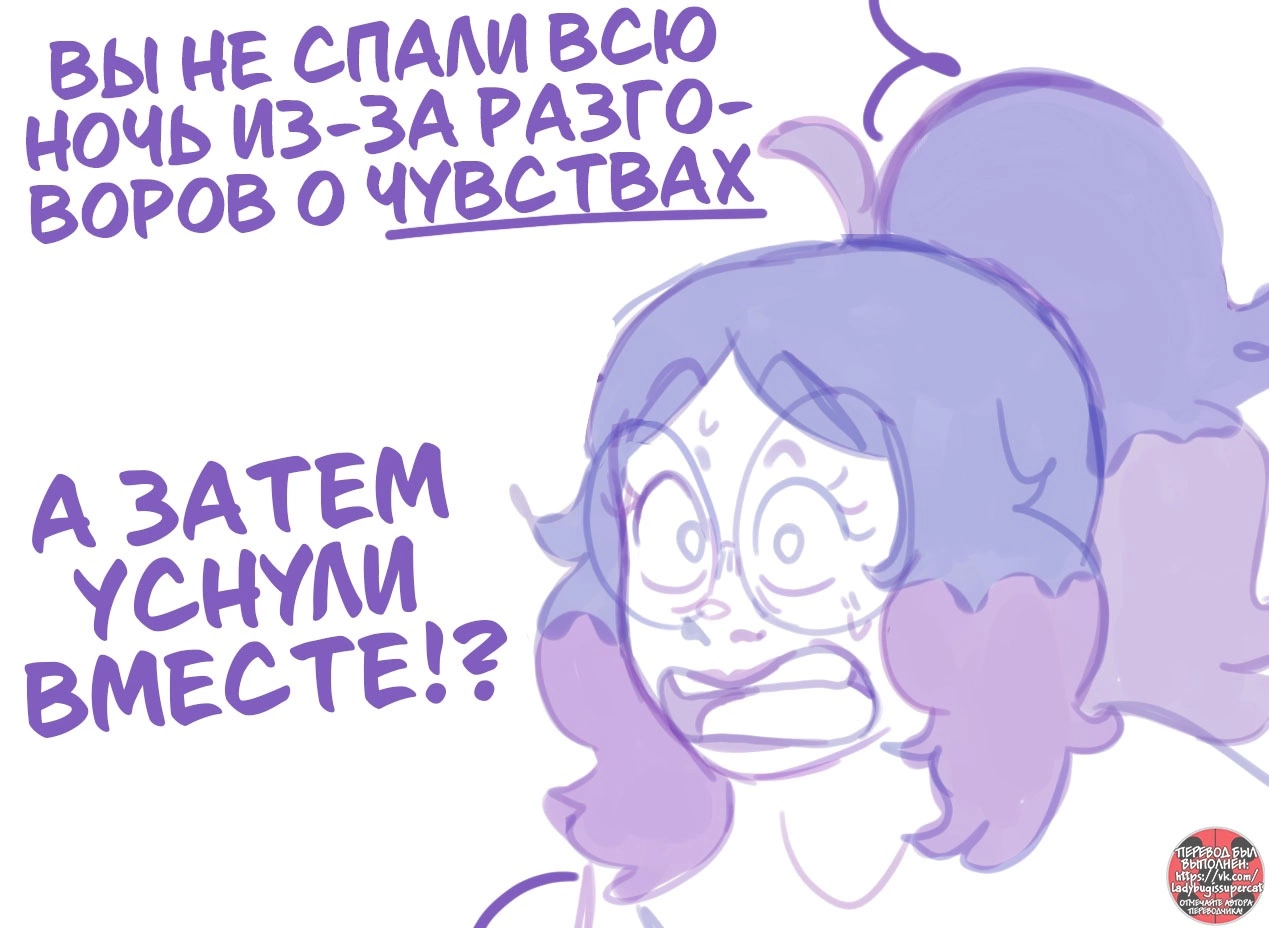 ВЫ НЕ СПАЛИ ВСЮ
НОЧЬ ИЗ-ЗА РАЗГО-
ВОРОВ О ЧУВСТВАХ
А ЗАТЕМ
УСНУЛИ
ВМЕСТЕ!?
ПЕРЕВОД БЫЛ
ВЫПОЛНЕН:
https://vk.com/
ladybugissupercat
ОТМЕЧАЙТЕ АВТОРА
ПЕРЕВОДЧИКА!